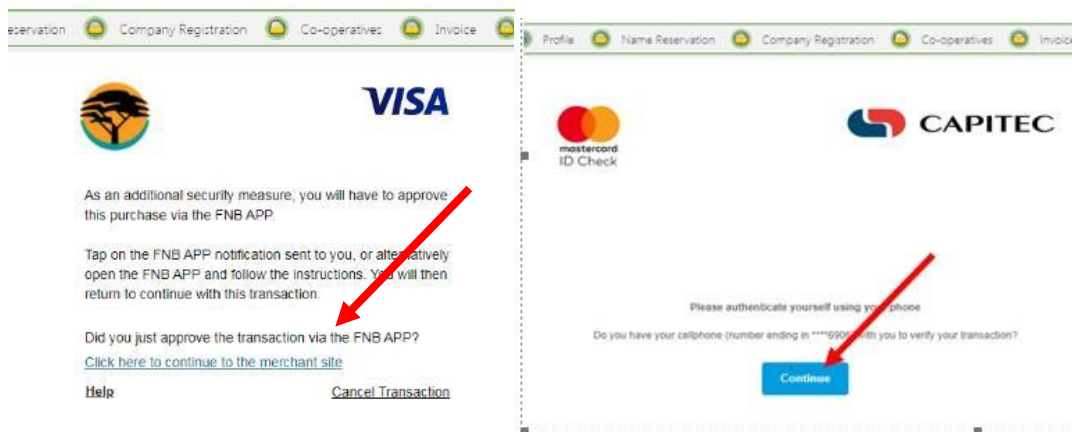 Company Registration Co-operatives Invoice
VISA
As an additional security measure, you will have to approve
this purchase via the FNB APP.
Tap on the FNB APP notification sent to you, or alternatively
open the FNB APP and follow the instructions. You will then
return to continue with this transaction.
Did you just approve the transaction via the FNB APP?
Click here to continue to the merchant site
Help Cancel Transaction
Profile Name Reservation Company Registration Co-operatives Invoice
mastercard
ID Check
CAPITEC
Please authenticate yourself using your phone
Do you have your cellphone (number ending in with you to verify your transaction?
Continue